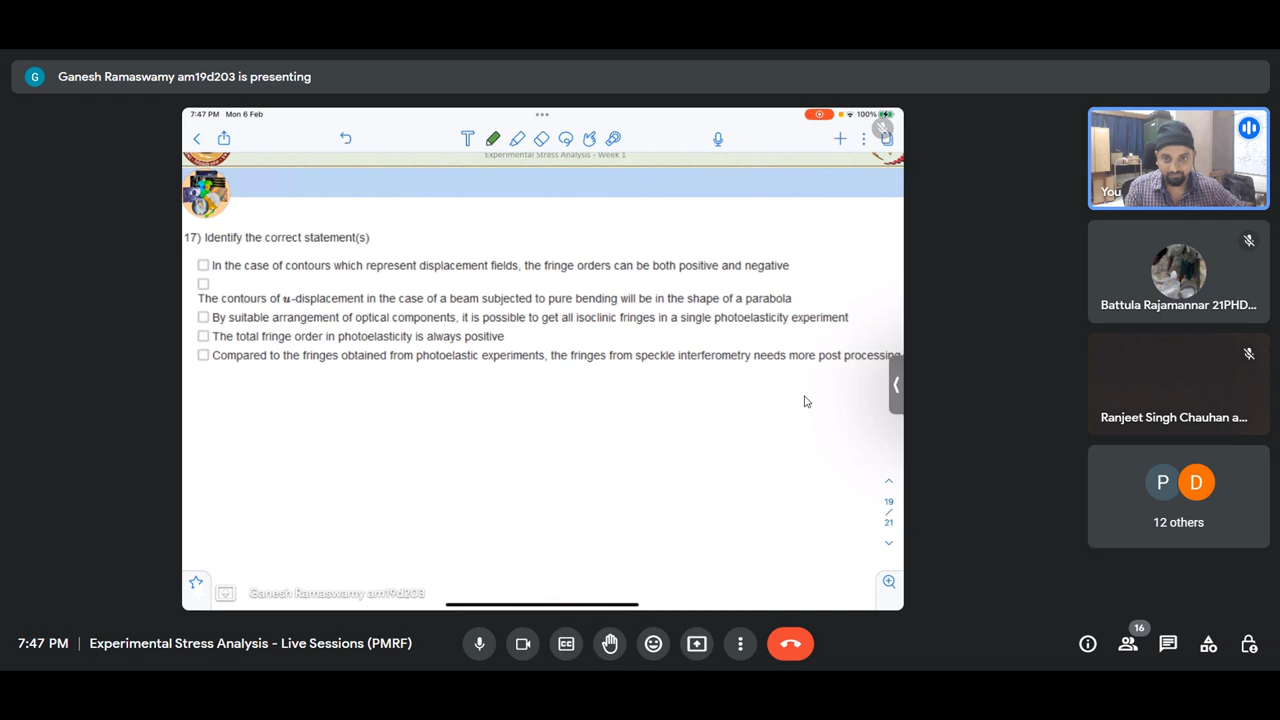 G
Ganesh Ramaswamy am19d203 is presenting
7:47 PM Mon 6 Feb
100%
T
Experimental Stress Analysis - Week 1
17) Identify the correct statement(s)
In the case of contours which represent displacement fields, the fringe orders can be both positive and negative
The contours of u-displacement in the case of a beam subjected to pure bending will be in the shape of a parabola
By suitable arrangement of optical components, it is possible to get all isoclinic fringes in a single photoelasticity experiment
The total fringe order in photoelasticity is always positive
Compared to the fringes obtained from photoelastic experiments, the fringes from speckle interferometry needs more post processing
19
/
21
Ganesh Ramaswamy am19d203
You
Battula Rajamannar 21PHD...
Ranjeet Singh Chauhan a...
P
D
12 others
7:47 PM | Experimental Stress Analysis - Live Sessions (PMRF)
CC
16